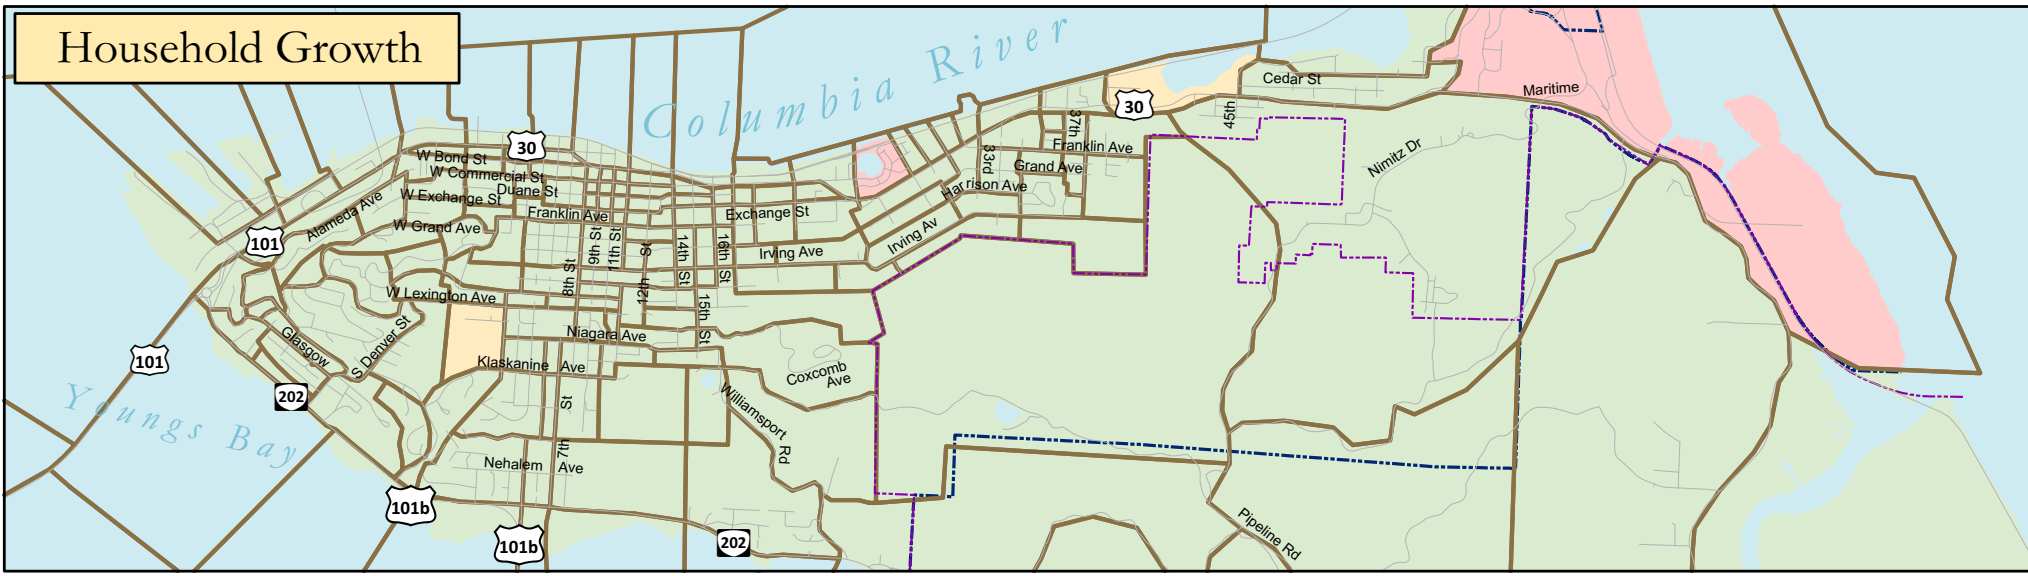 Household Growth
Columbia River
Cedar St
Maritime
30
45th
37th
Franklin Ave
Nimitz Dr
33rd
Grand Ave
Harrison Ave
30
W Bond St
W Commercial St
Duane St
W Exchange St
Alameda Ave
Franklin Ave
Exchange St
W Grand Ave
101
9th St
11th St
12th St
14th St
16th St
Irving Ave
Irving Av
8th St
W Lexington Ave
15th St
Niagara Ave
Glasgow
S Denver St
Klaskanine Ave
Coxcomb
Ave
101
202
Youngs Bay
Williamsport Rd
7th St
Nehalem Ave
101b
101b
202
Pipeline Rd